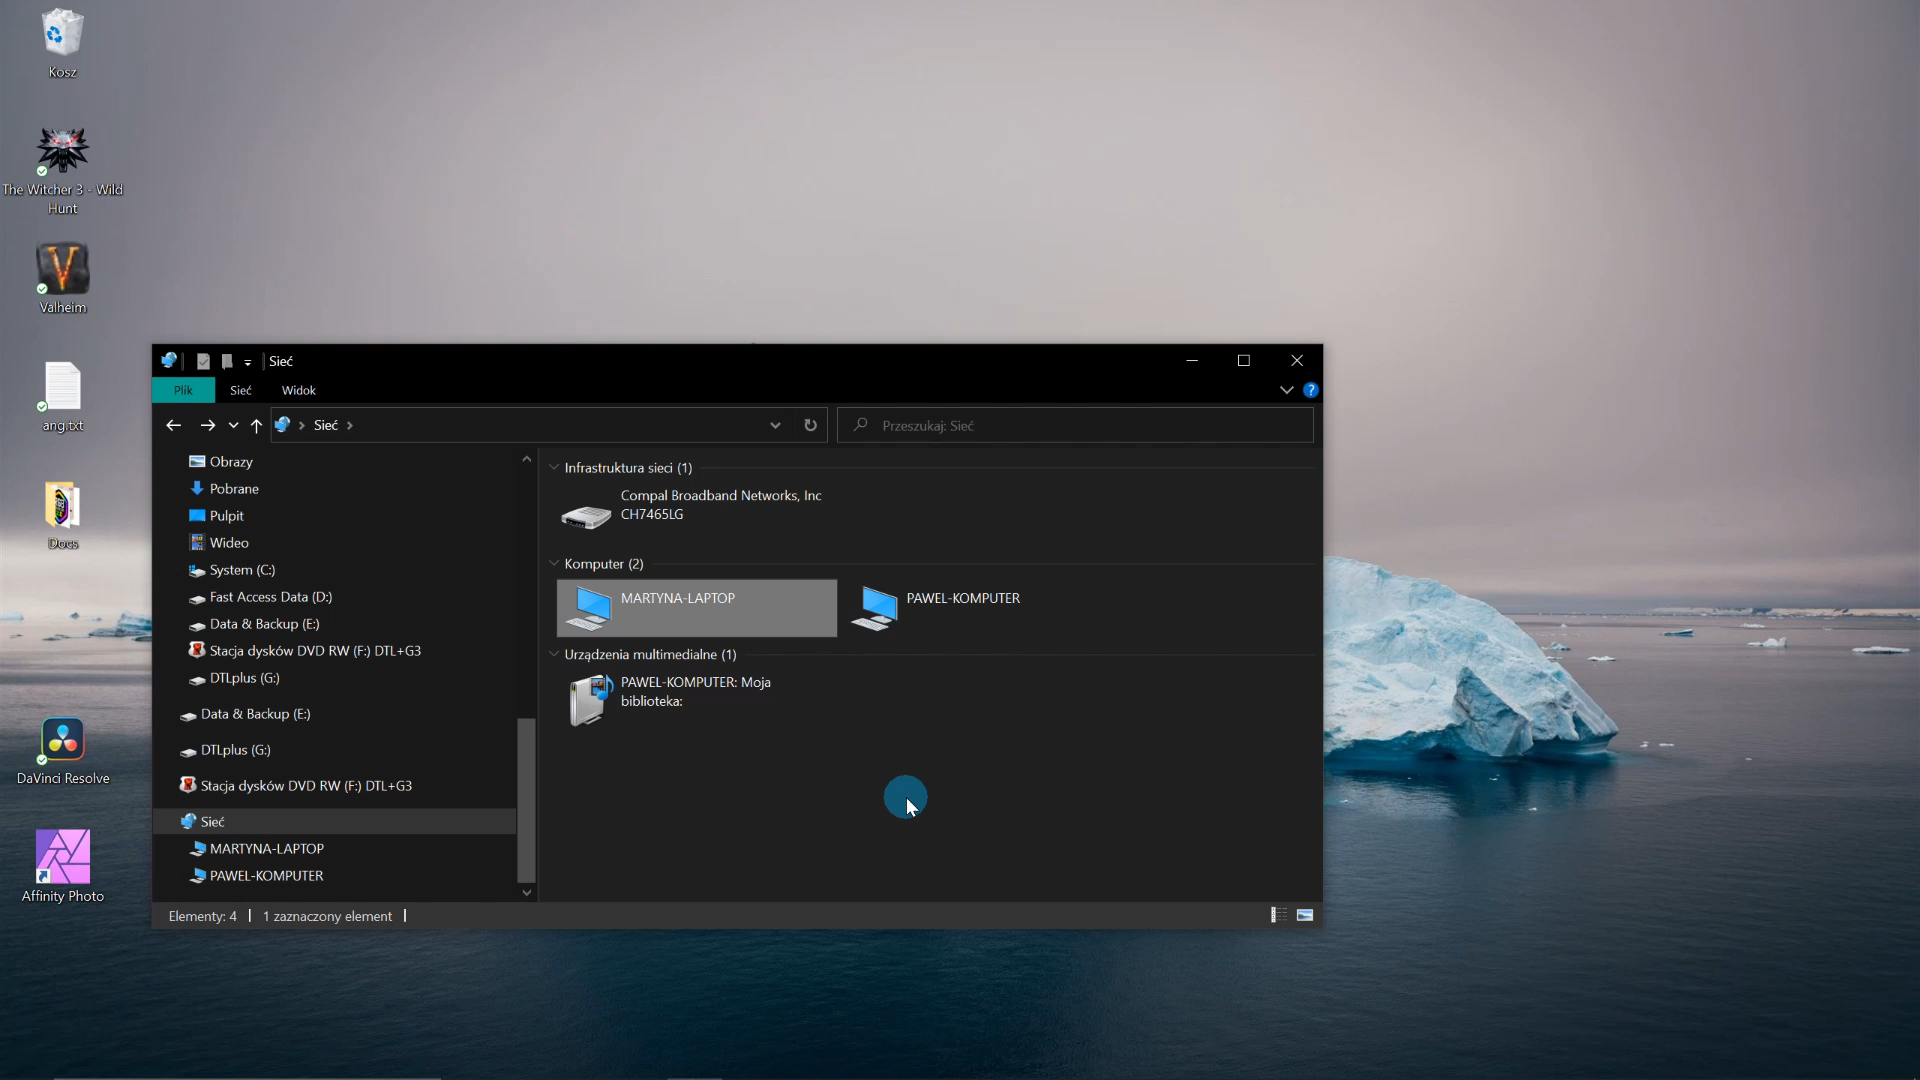 Kosz
The Witcher 3 - Wild
Hunt
Valheim
ang.txt
Docs
DaVinci Resolve
Affinity Photo
Sieć
Plik
Sieć
Widok
?
Sieć
Przeszukaj: Sieć
Obrazy
Pobrane
Pulpit
Wideo
System (C:)
Fast Access Data (D:)
Data & Backup (E:)
Stacja dysków DVD RW (F:) DTL+G3
DTLplus (G:)
Data & Backup (E:)
DTLplus (G:)
Stacja dysków DVD RW (F:) DTL+G3
Sieć
MARTYNA-LAPTOP
PAWEL-KOMPUTER
Infrastruktura sieci (1)
Compal Broadband Networks, Inc
CH7465LG
Komputer (2)
MARTYNA-LAPTOP
PAWEL-KOMPUTER
Urządzenia multimedialne (1)
PAWEL-KOMPUTER: Moja
biblioteka:
Elementy: 4
1 zaznaczony element